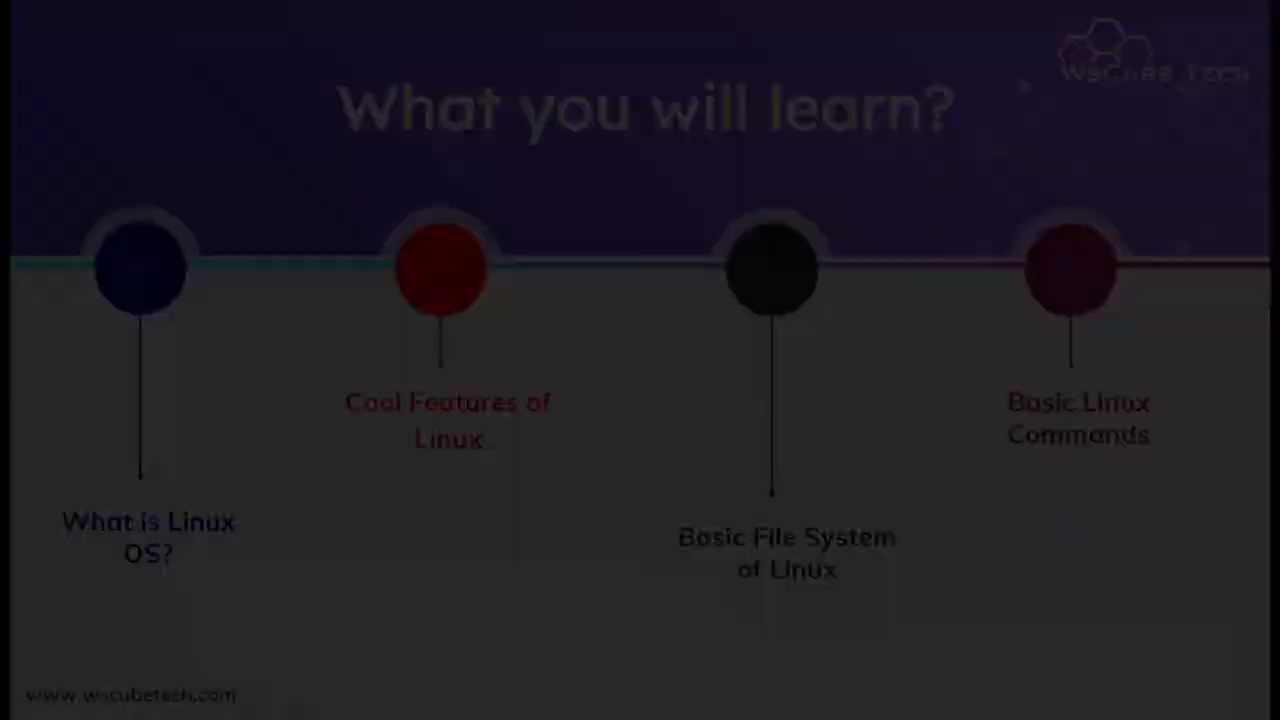 WSCUBE TECH
What you will learn?
Cool Features of
Linux
Basic Linux
Commands
What is Linux
OS?
Basic File System
of Linux
www.wscubetech.com